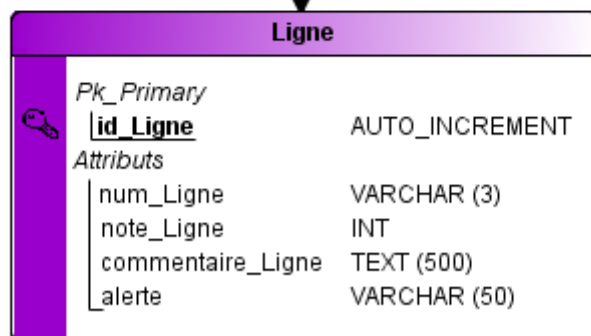 Ligne
Pk_Primary
id_Ligne AUTO_INCREMENT
Attributs
num_Ligne VARCHAR (3)
note_Ligne INT
commentaire_Ligne TEXT (500)
alerte VARCHAR (50)